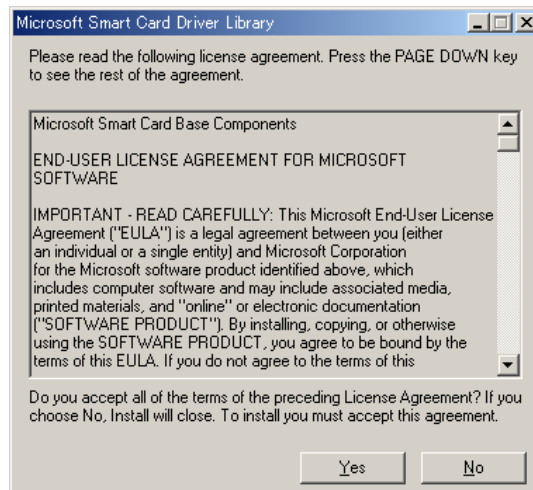 Microsoft Smart Card Driver Library
Please read the following license agreement. Press the PAGE DOWN key
to see the rest of the agreement.
Microsoft Smart Card Base Components
END-USER LICENSE AGREEMENT FOR MICROSOFT
SOFTWARE
IMPORTANT - READ CAREFULLY: This Microsoft End-User License
Agreement ("EULA") is a legal agreement between you (either
an individual or a single entity) and Microsoft Corporation
for the Microsoft software product identified above, which
includes computer software and may include associated media,
printed materials, and "online" or electronic documentation
("SOFTWARE PRODUCT"). By installing, copying, or otherwise
using the SOFTWARE PRODUCT, you agree to be bound by the
terms of this EULA. If you do not agree to the terms of this
Do you accept all of the terms of the preceding License Agreement? If you
choose No, Install will close. To install you must accept this agreement.
Yes
No